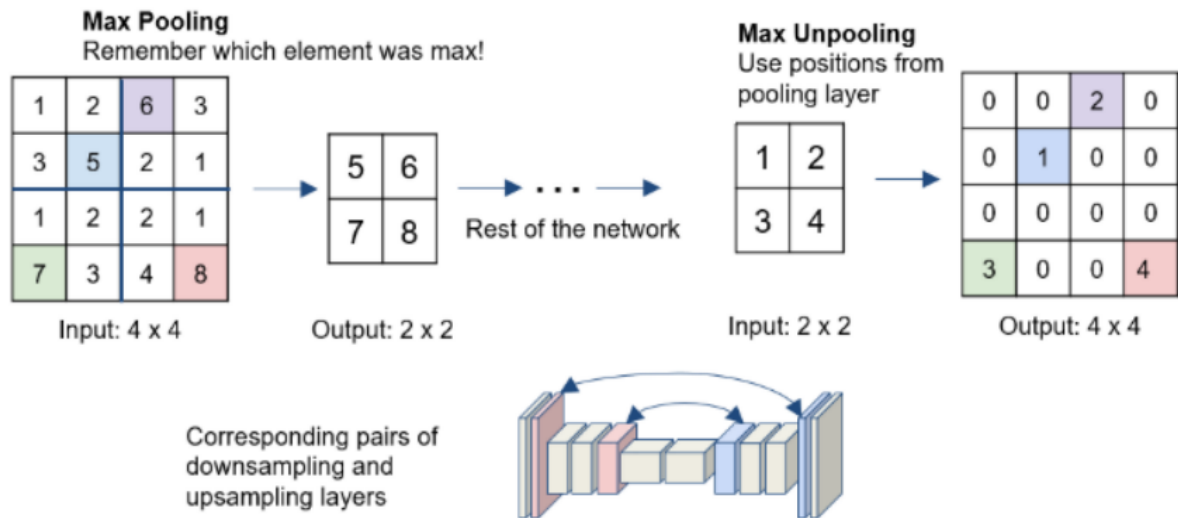 Max Pooling
Remember which element was max!
1 2 6 3
3 5 2 1
1 2 2 1
7 3 4 8
Input: 4 x 4
5 6
7 8
Output: 2 x 2
...
Rest of the network
Max Unpooling
Use positions from
pooling layer
1 2
3 4
Input: 2 x 2
0 0 2 0
0 1 0 0
0 0 0 0
3 0 0 4
Output: 4 x 4
Corresponding pairs of
downsampling and
upsampling layers